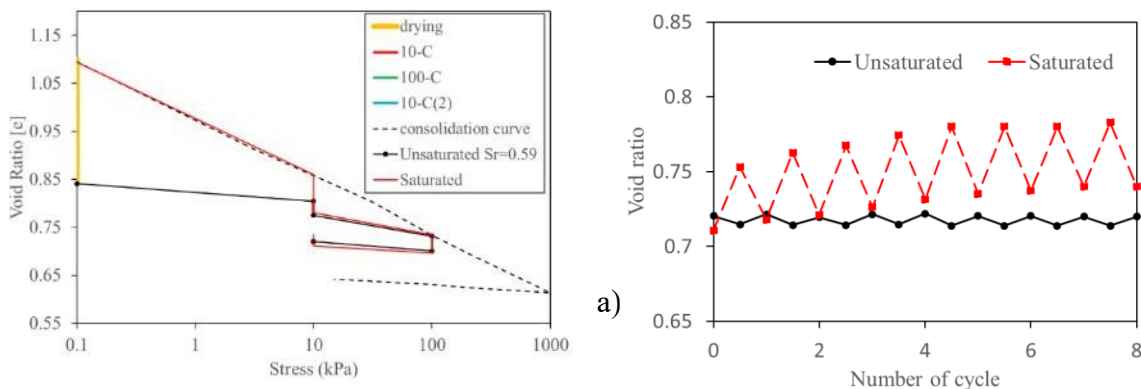 1.15
1.05
0.95
0.85
0.75
0.65
0.55
Void Ratio [e]
0.1
1
10
100
1000
Stress (kPa)
drying
10-C
100-C
10-C(2)
consolidation curve
Unsaturated Sr=0.59
Saturated
a)
0.85
0.8
0.75
0.7
0.65
Void ratio
0
2
4
6
8
Number of cycle
Unsaturated
Saturated